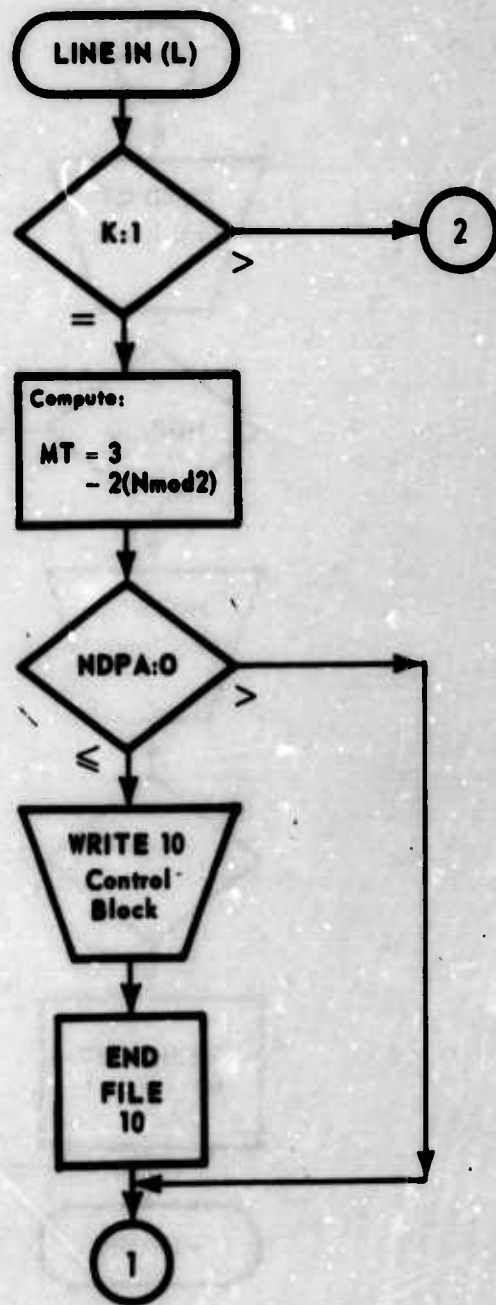 LINE IN (L)
K:1
>
2
=
Compute:
MT = 3
- 2(Nmod2)
NDPA:0
>
≤
WRITE 10
Control
Block
END
FILE
10
1